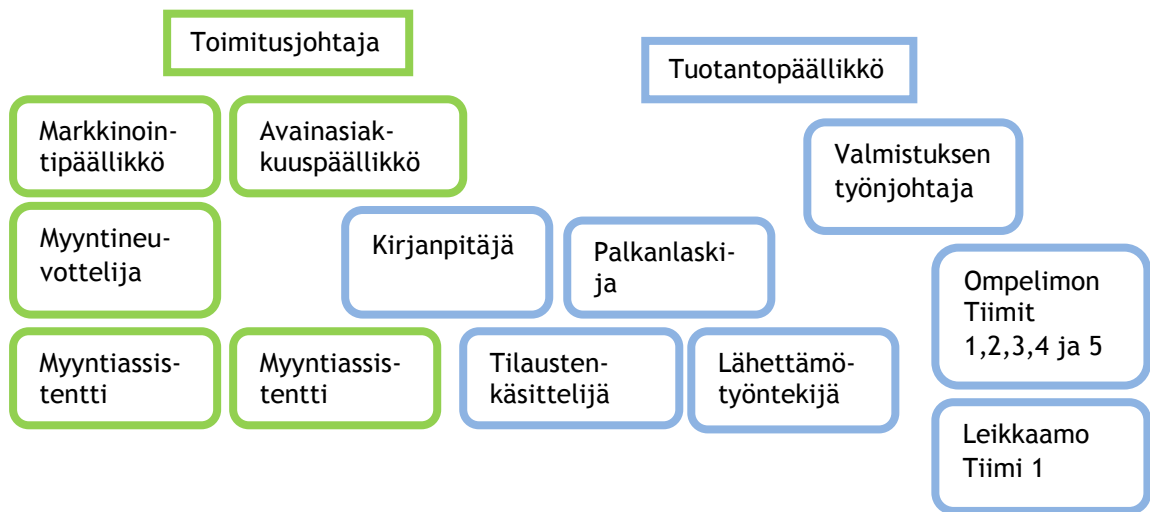 Toimitusjohtaja
Tuotantopäällikkö
Markkinoin-
tipäällikkö
Avainasiak-
kuuspäällikkö
Valmistuksen
työnjohtaja
Myyntineu-
vottelija
Kirjanpitäjä
Palkanlaski-
ja
Ompelimon
Tiimit
1,2,3,4 ja 5
Myyntiassis-
tentti
Myyntiassis-
tentti
Tilausten-
käsittelijä
Lähettämö-
työntekijä
Leikkaamo
Tiimi 1